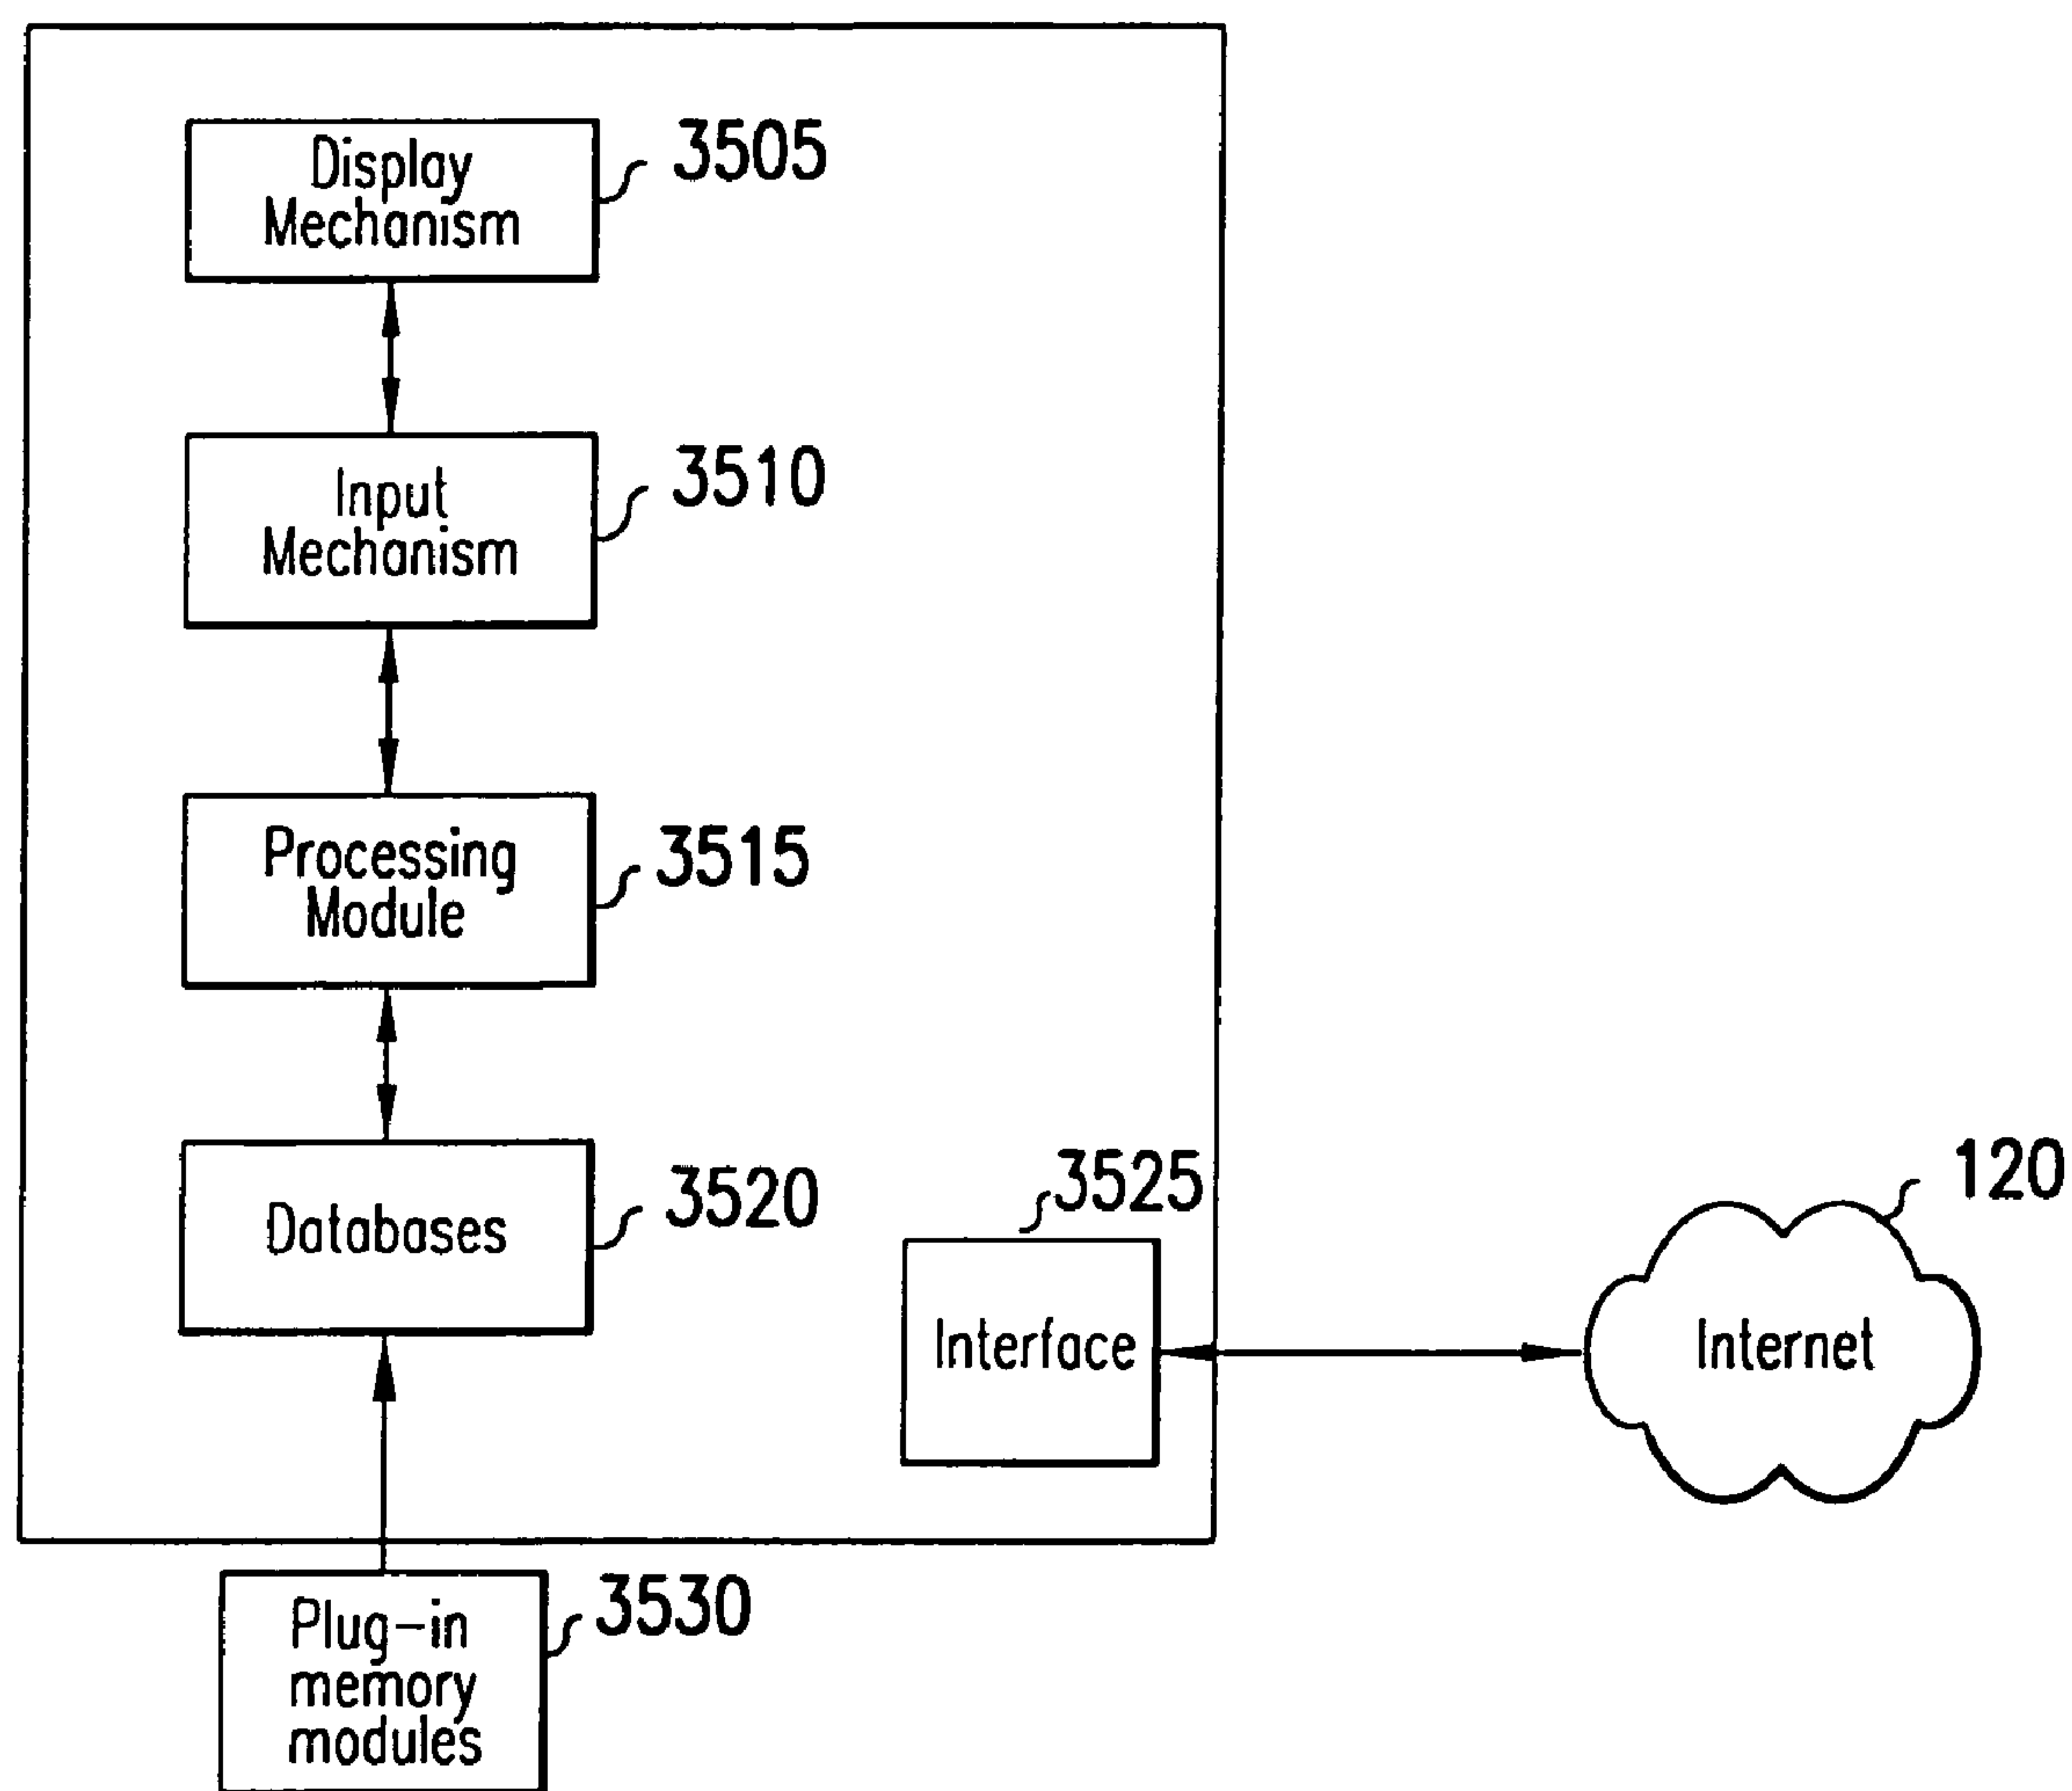 Display
Mechanism
3505
Input
Mechanism
3510
Processing
Module
3515
Databases
3520
3525
Interface
120
Internet
Plug-in
memory
modules
3530